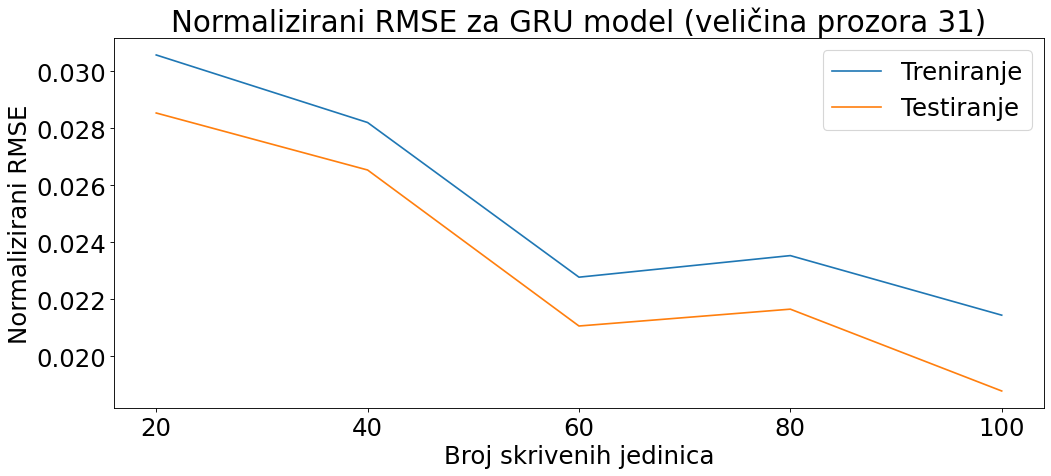 Normalizirani RMSE za GRU model (veličina prozora 31)
Treniranje
Testiranje
Normalizirani RMSE
0.030
0.028
0.026
0.024
0.022
0.020
20 40 60 80 100
Broj skrivenih jedinica